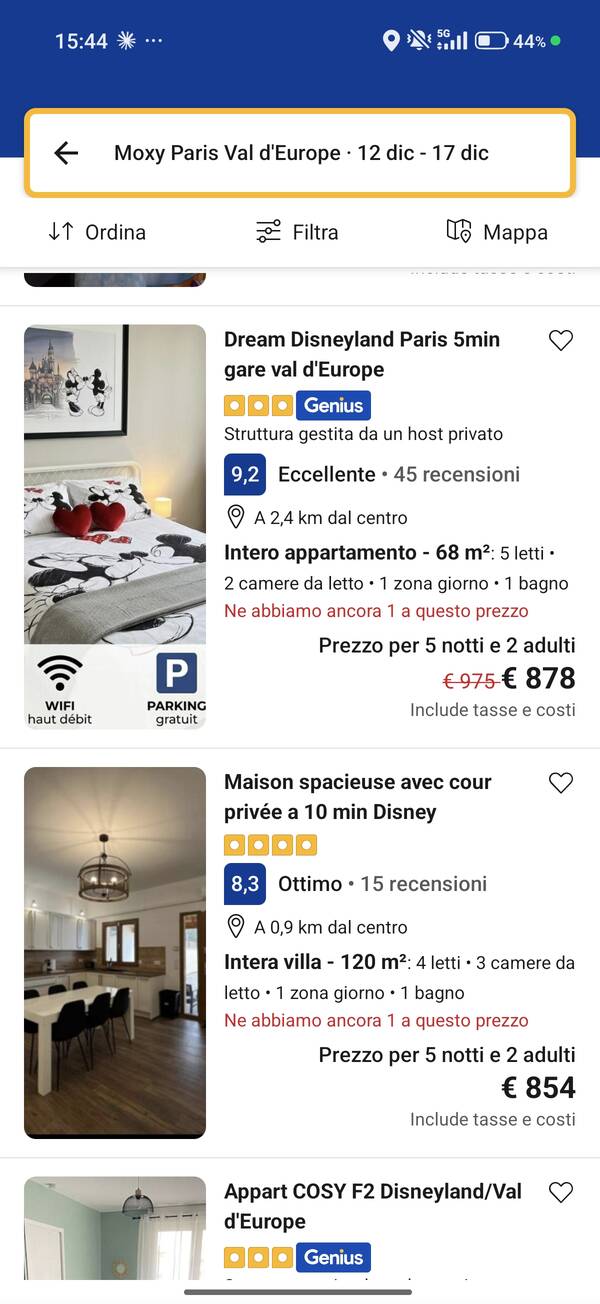 15:44
5G
44%
Moxy Paris Val d'Europe · 12 dic - 17 dic
Ordina
Filtra
Mappa
Include tasse e costi
Dream Disneyland Paris 5min
gare val d'Europe
Genius
Struttura gestita da un host privato
9,2 Eccellente • 45 recensioni
A 2,4 km dal centro
Intero appartamento - 68 m²: 5 letti •
2 camere da letto • 1 zona giorno • 1 bagno
Ne abbiamo ancora 1 a questo prezzo
Prezzo per 5 notti e 2 adulti
€ 975 € 878
Include tasse e costi
WIFI
haut débit
P
PARKING
gratuit
Maison spacieuse avec cour
privée a 10 min Disney
8,3 Ottimo • 15 recensioni
A 0,9 km dal centro
Intera villa - 120 m²: 4 letti • 3 camere da
letto • 1 zona giorno • 1 bagno
Ne abbiamo ancora 1 a questo prezzo
Prezzo per 5 notti e 2 adulti
€ 854
Include tasse e costi
Appart COSY F2 Disneyland/Val
d'Europe
Genius